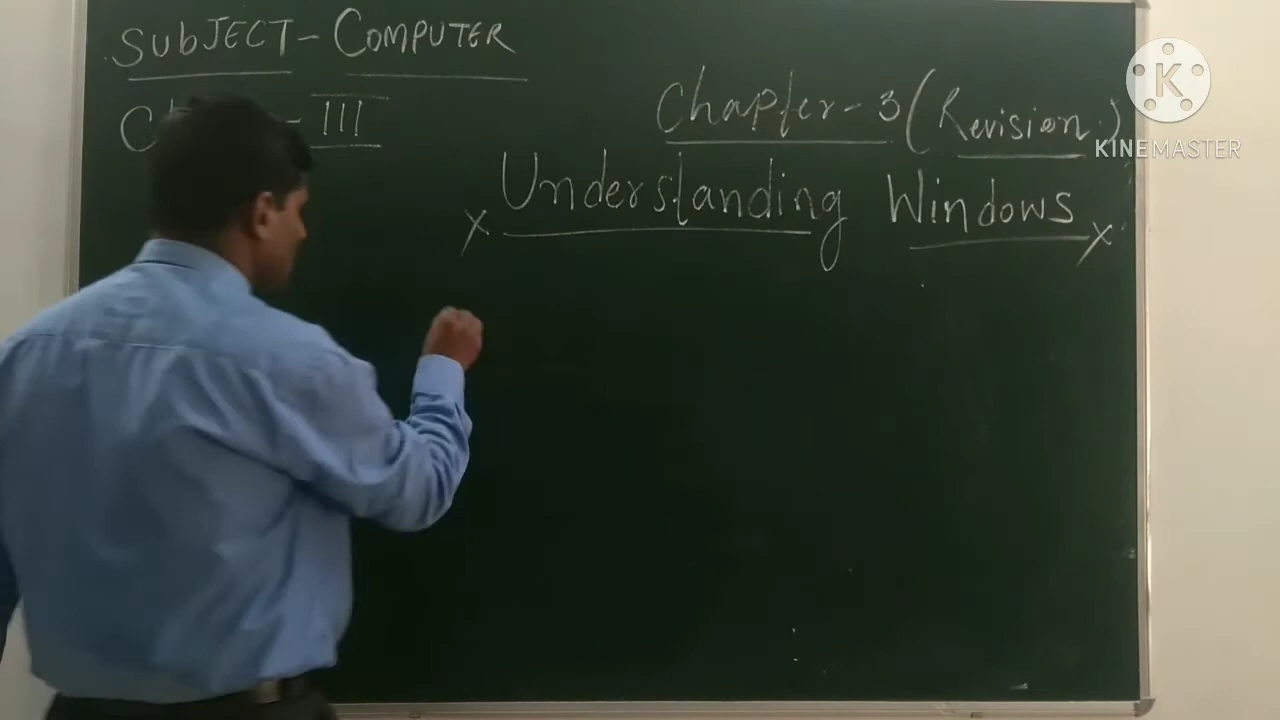 SUBJECT - COMPUTER
- III
Chapter - 3 (Revision)
Understanding Windows
K
KINEMASTER